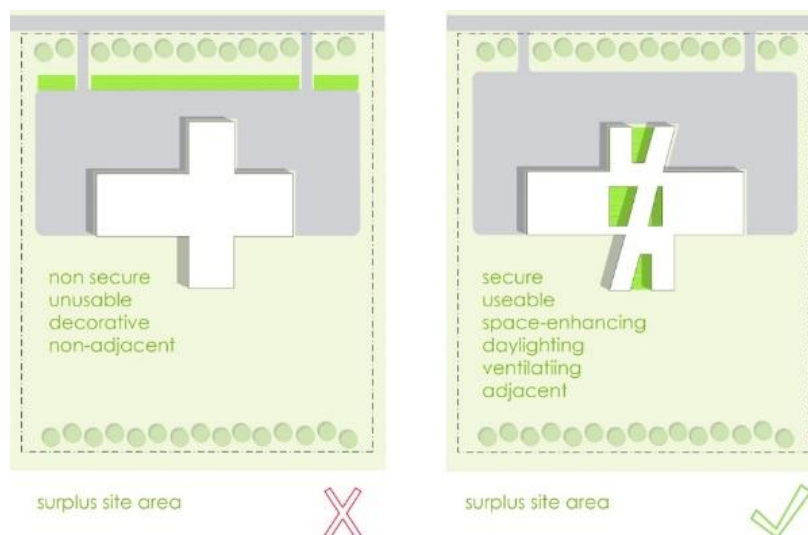 non secure
unusable
decorative
non-adjacent
surplus site area
secure
useable
space-enhancing
daylighting
ventilatiing
adjacent
surplus site area